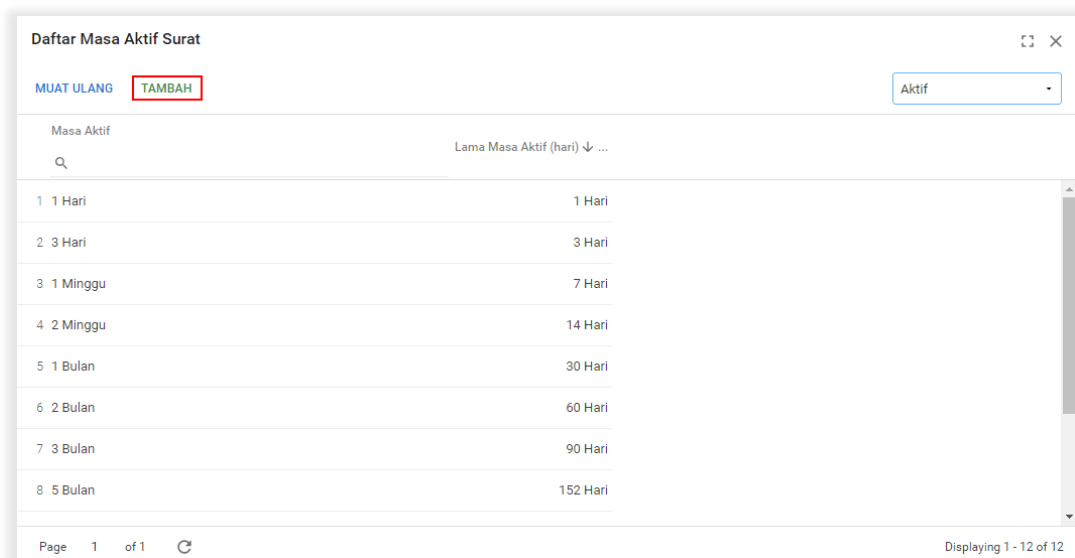 Daftar Masa Aktif Surat
MUAT ULANG TAMBAH Aktif
Masa Aktif
Lama Masa Aktif (hari) ↓ ...
1 1 Hari 1 Hari
2 3 Hari 3 Hari
3 1 Minggu 7 Hari
4 2 Minggu 14 Hari
5 1 Bulan 30 Hari
6 2 Bulan 60 Hari
7 3 Bulan 90 Hari
8 5 Bulan 152 Hari
Page 1 of 1 Displaying 1 - 12 of 12